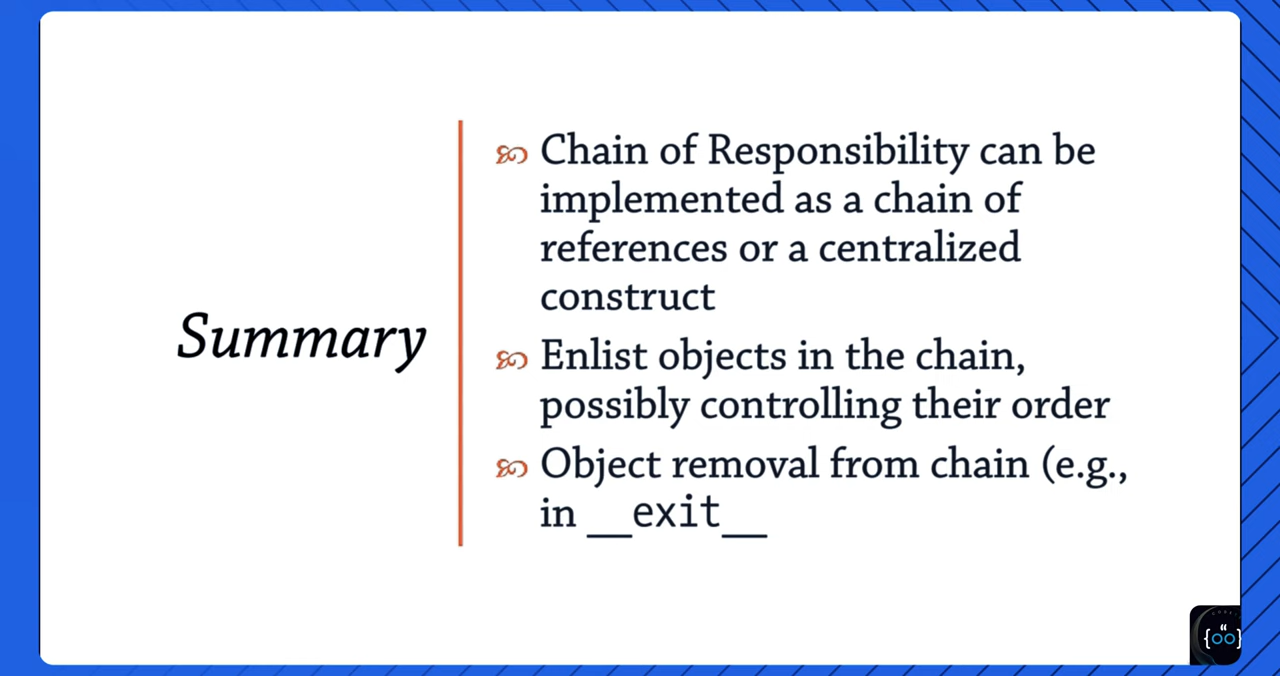 Summary
Chain of Responsibility can be
implemented as a chain of
references or a centralized
construct
Enlist objects in the chain,
possibly controlling their order
Object removal from chain (e.g.,
in __exit__